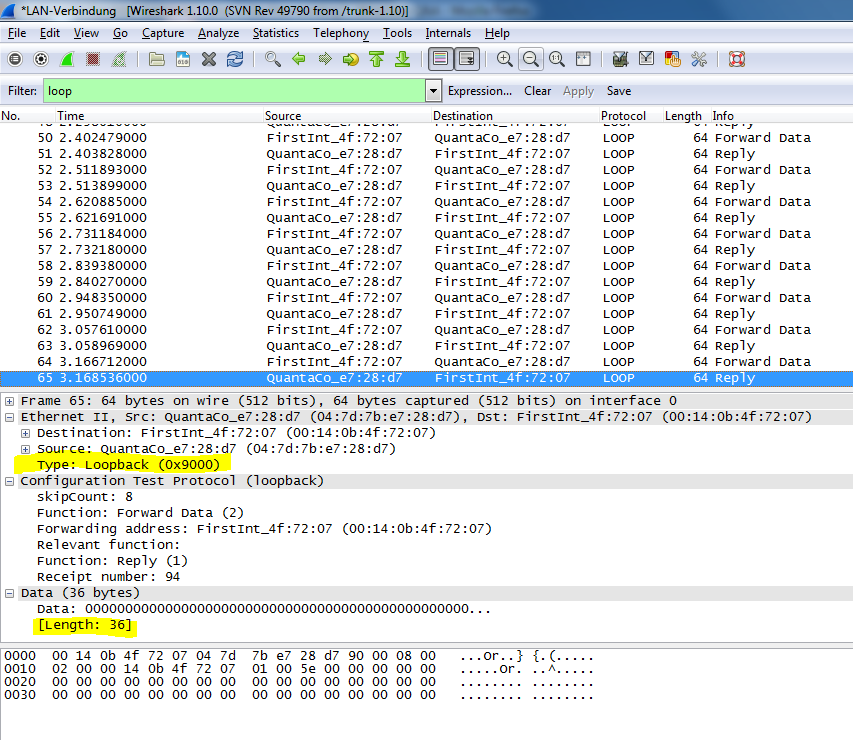 *LAN-Verbindung [Wireshark 1.10.0 (SVN Rev 49790 from /trunk-1.10)]
File Edit View Go Capture Analyze Statistics Telephony Tools Internals Help
Filter: loop Expression... Clear Apply Save
No. Time Source Destination Protocol Length Info
50 2.402479000 FirstInt_4f:72:07 QuantaCo_e7:28:d7 LOOP 64 Forward Data
51 2.403828000 QuantaCo_e7:28:d7 FirstInt_4f:72:07 LOOP 64 Reply
52 2.511893000 FirstInt_4f:72:07 QuantaCo_e7:28:d7 LOOP 64 Forward Data
53 2.513899000 QuantaCo_e7:28:d7 FirstInt_4f:72:07 LOOP 64 Reply
54 2.620885000 FirstInt_4f:72:07 QuantaCo_e7:28:d7 LOOP 64 Forward Data
55 2.621691000 QuantaCo_e7:28:d7 FirstInt_4f:72:07 LOOP 64 Reply
56 2.731184000 FirstInt_4f:72:07 QuantaCo_e7:28:d7 LOOP 64 Forward Data
57 2.732180000 QuantaCo_e7:28:d7 FirstInt_4f:72:07 LOOP 64 Reply
58 2.839380000 FirstInt_4f:72:07 QuantaCo_e7:28:d7 LOOP 64 Forward Data
59 2.840270000 QuantaCo_e7:28:d7 FirstInt_4f:72:07 LOOP 64 Reply
60 2.948350000 FirstInt_4f:72:07 QuantaCo_e7:28:d7 LOOP 64 Forward Data
61 2.950749000 QuantaCo_e7:28:d7 FirstInt_4f:72:07 LOOP 64 Reply
62 3.057610000 FirstInt_4f:72:07 QuantaCo_e7:28:d7 LOOP 64 Forward Data
63 3.058969000 QuantaCo_e7:28:d7 FirstInt_4f:72:07 LOOP 64 Reply
64 3.166712000 FirstInt_4f:72:07 QuantaCo_e7:28:d7 LOOP 64 Forward Data
65 3.168536000 QuantaCo_e7:28:d7 FirstInt_4f:72:07 LOOP 64 Reply
Frame 65: 64 bytes on wire (512 bits), 64 bytes captured (512 bits) on interface 0
Ethernet II, Src: QuantaCo_e7:28:d7 (04:7d:7b:e7:28:d7), Dst: FirstInt_4f:72:07 (00:14:0b:4f:72:07)
Destination: FirstInt_4f:72:07 (00:14:0b:4f:72:07)
Source: QuantaCo_e7:28:d7 (04:7d:7b:e7:28:d7)
Type: Loopback (0x9000)
Configuration Test Protocol (loopback)
skipCount: 8
Function: Forward Data (2)
Forwarding address: FirstInt_4f:72:07 (00:14:0b:4f:72:07)
Relevant function:
Function: Reply (1)
Receipt number: 94
Data (36 bytes)
Data: 000000000000000000000000000000000000000000000000...
[Length: 36]
0000 00 14 0b 4f 72 07 04 7d 7b e7 28 d7 90 00 08 00 ...Or..} {.(.....
0010 02 00 00 14 0b 4f 72 07 01 00 5e 00 00 00 00 00 .....Or. ..^.....
0020 00 00 00 00 00 00 00 00 00 00 00 00 00 00 00 00 ........ ........
0030 00 00 00 00 00 00 00 00 00 00 00 00 00 00 00 00 ........ ........